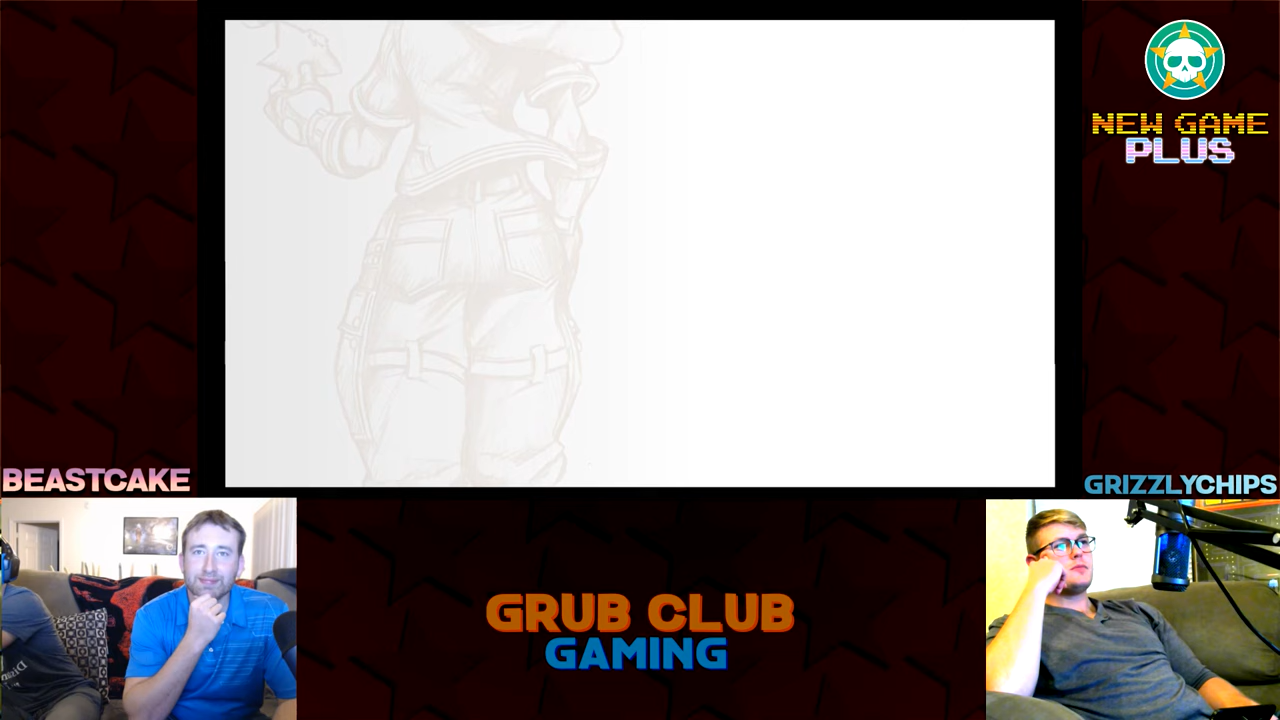 NEW GAME
PLUS
BEASTCAKE
GRIZZLYCHIPS
GRUB CLUB
GAMING